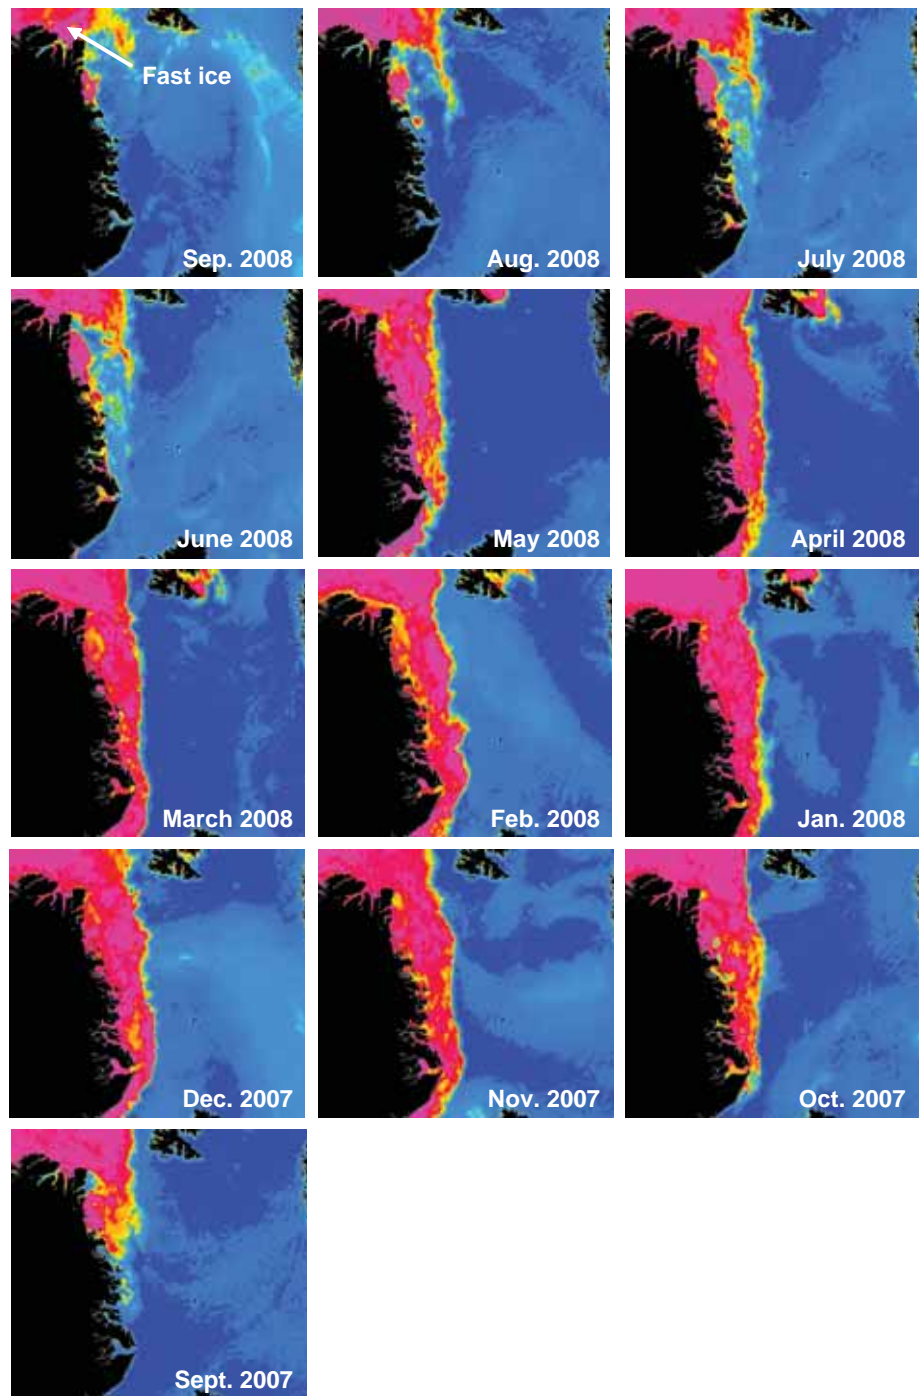 Fast ice
Sep. 2008
Aug. 2008
July 2008
June 2008
May 2008
April 2008
March 2008
Feb. 2008
Jan. 2008
Dec. 2007
Nov. 2007
Oct. 2007
Sept. 2007